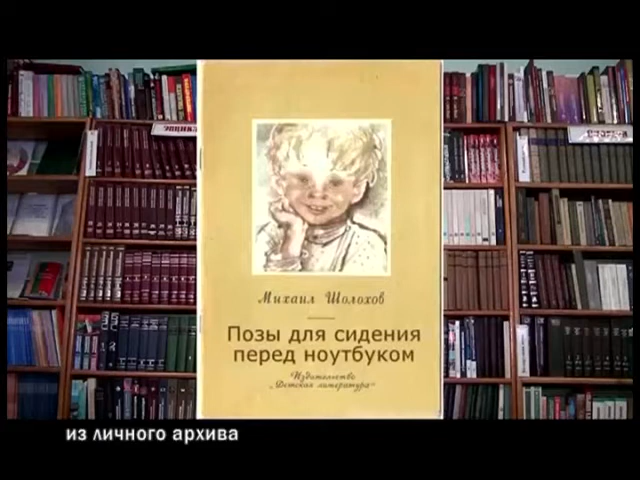 Михаил Шолохов
Позы для сидения
перед ноутбуком
Издательство
„Детская литература“
из личного архива